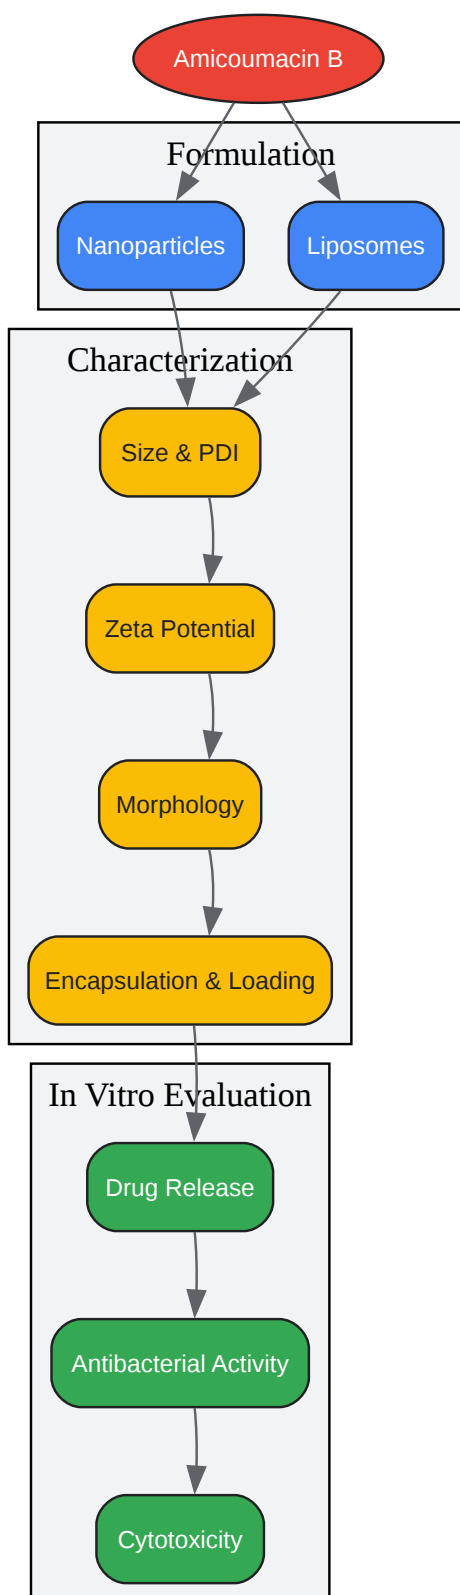 Amicoumacin B
Formulation
Nanoparticles
Liposomes
Characterization
Size & PDI
Zeta Potential
Morphology
Encapsulation & Loading
In Vitro Evaluation
Drug Release
Antibacterial Activity
Cytotoxicity